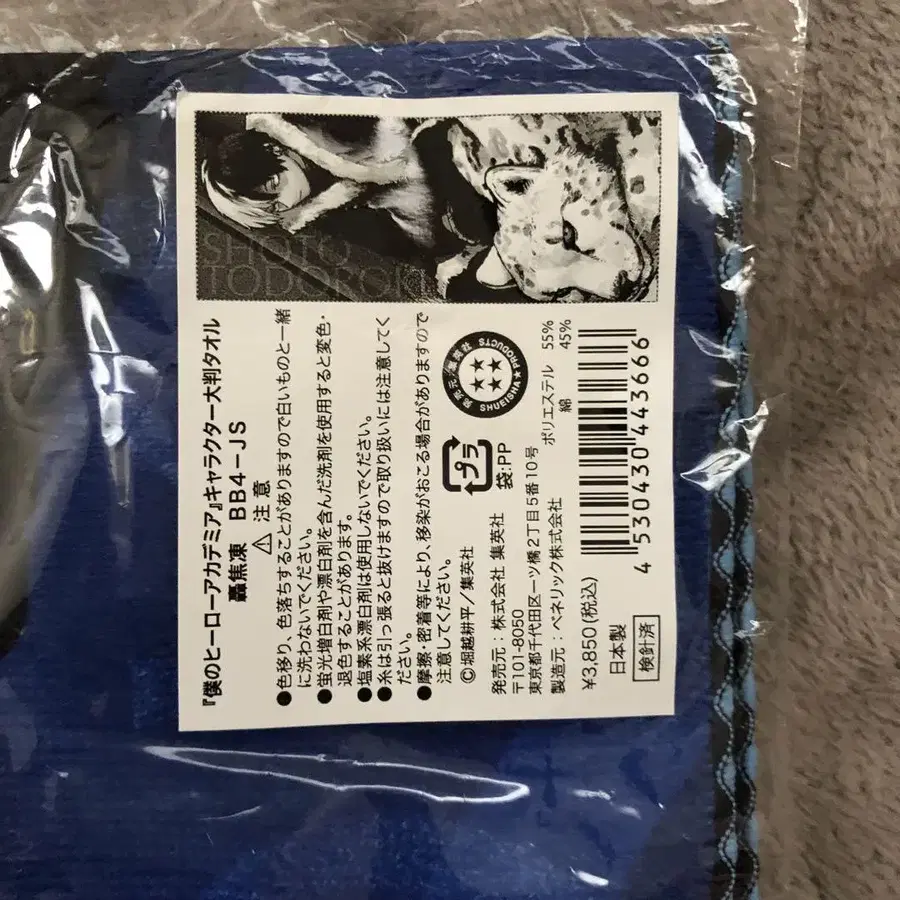 SHOTO
TODOROKI
『僕のヒーローアカデミア』キャラクター大判タオル
轟焦凍 BB4-JS
⚠ 注意
●色移り、色落ちすることがありますので白いものと一緒
に洗わないでください。
●蛍光増白剤や漂白剤を含んだ洗剤を使用すると変色・
退色することがあります。
●塩素系漂白剤は使用しないでください。
●糸は引っ張ると抜けますので取り扱いには注意してく
ださい。
●摩擦・密着等により、移染がおこる場合がありますので
注意してください。
©堀越耕平/集英社
発売元:株式会社 集英社
〒101-8050
東京都千代田区一ツ橋2丁目5番10号
製造元:ベネリック株式会社
¥3,850(税込)
日本製
検針済
プラ
袋:PP
発売元 集英社
SHUEISHA★PRODUCTS
ポリエステル 55%
綿 45%
4 530430 443666